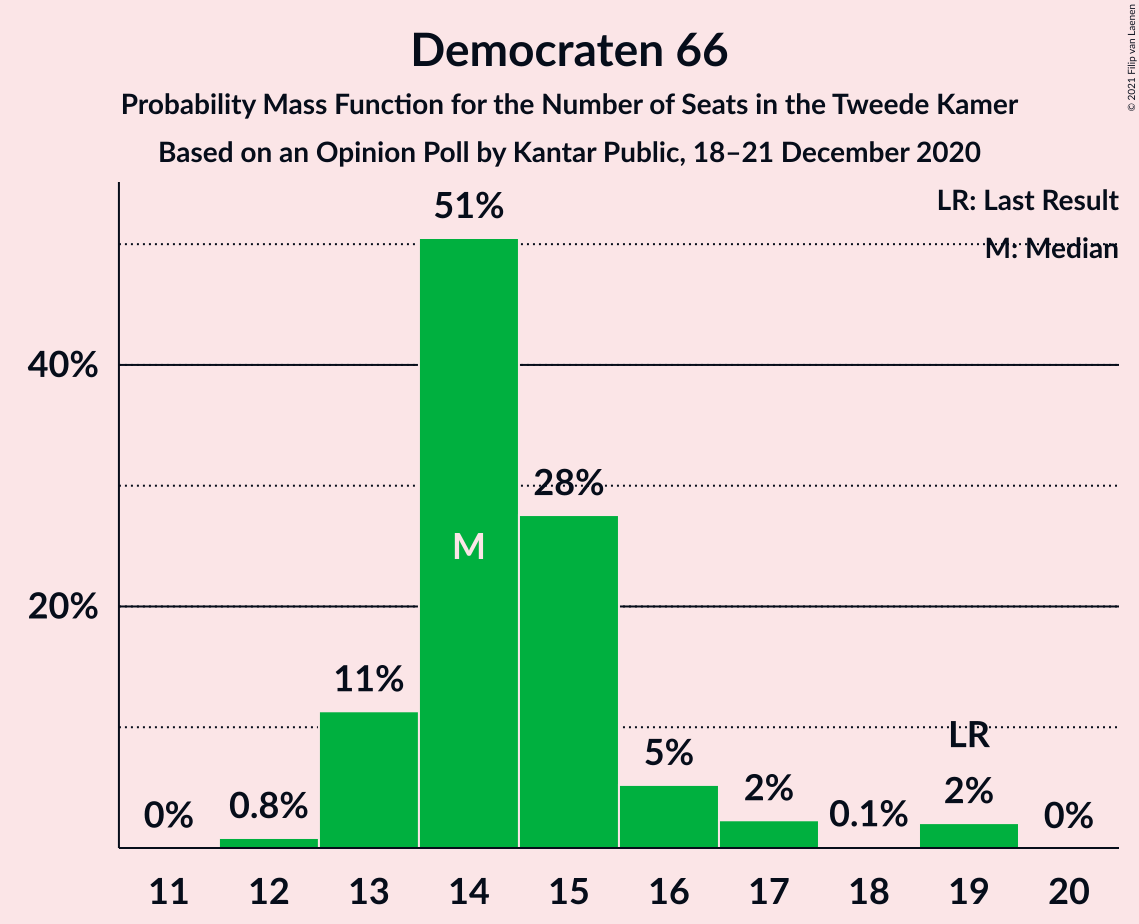 Democraten 66
Probability Mass Function for the Number of Seats in the Tweede Kamer
Based on an Opinion Poll by Kantar Public, 18–21 December 2020
© 2021 Filip van Laenen
LR: Last Result
M: Median
40%
20%
0%
0.8%
11%
51%
M
28%
5%
2%
0.1%
LR
2%
0%
11 12 13 14 15 16 17 18 19 20